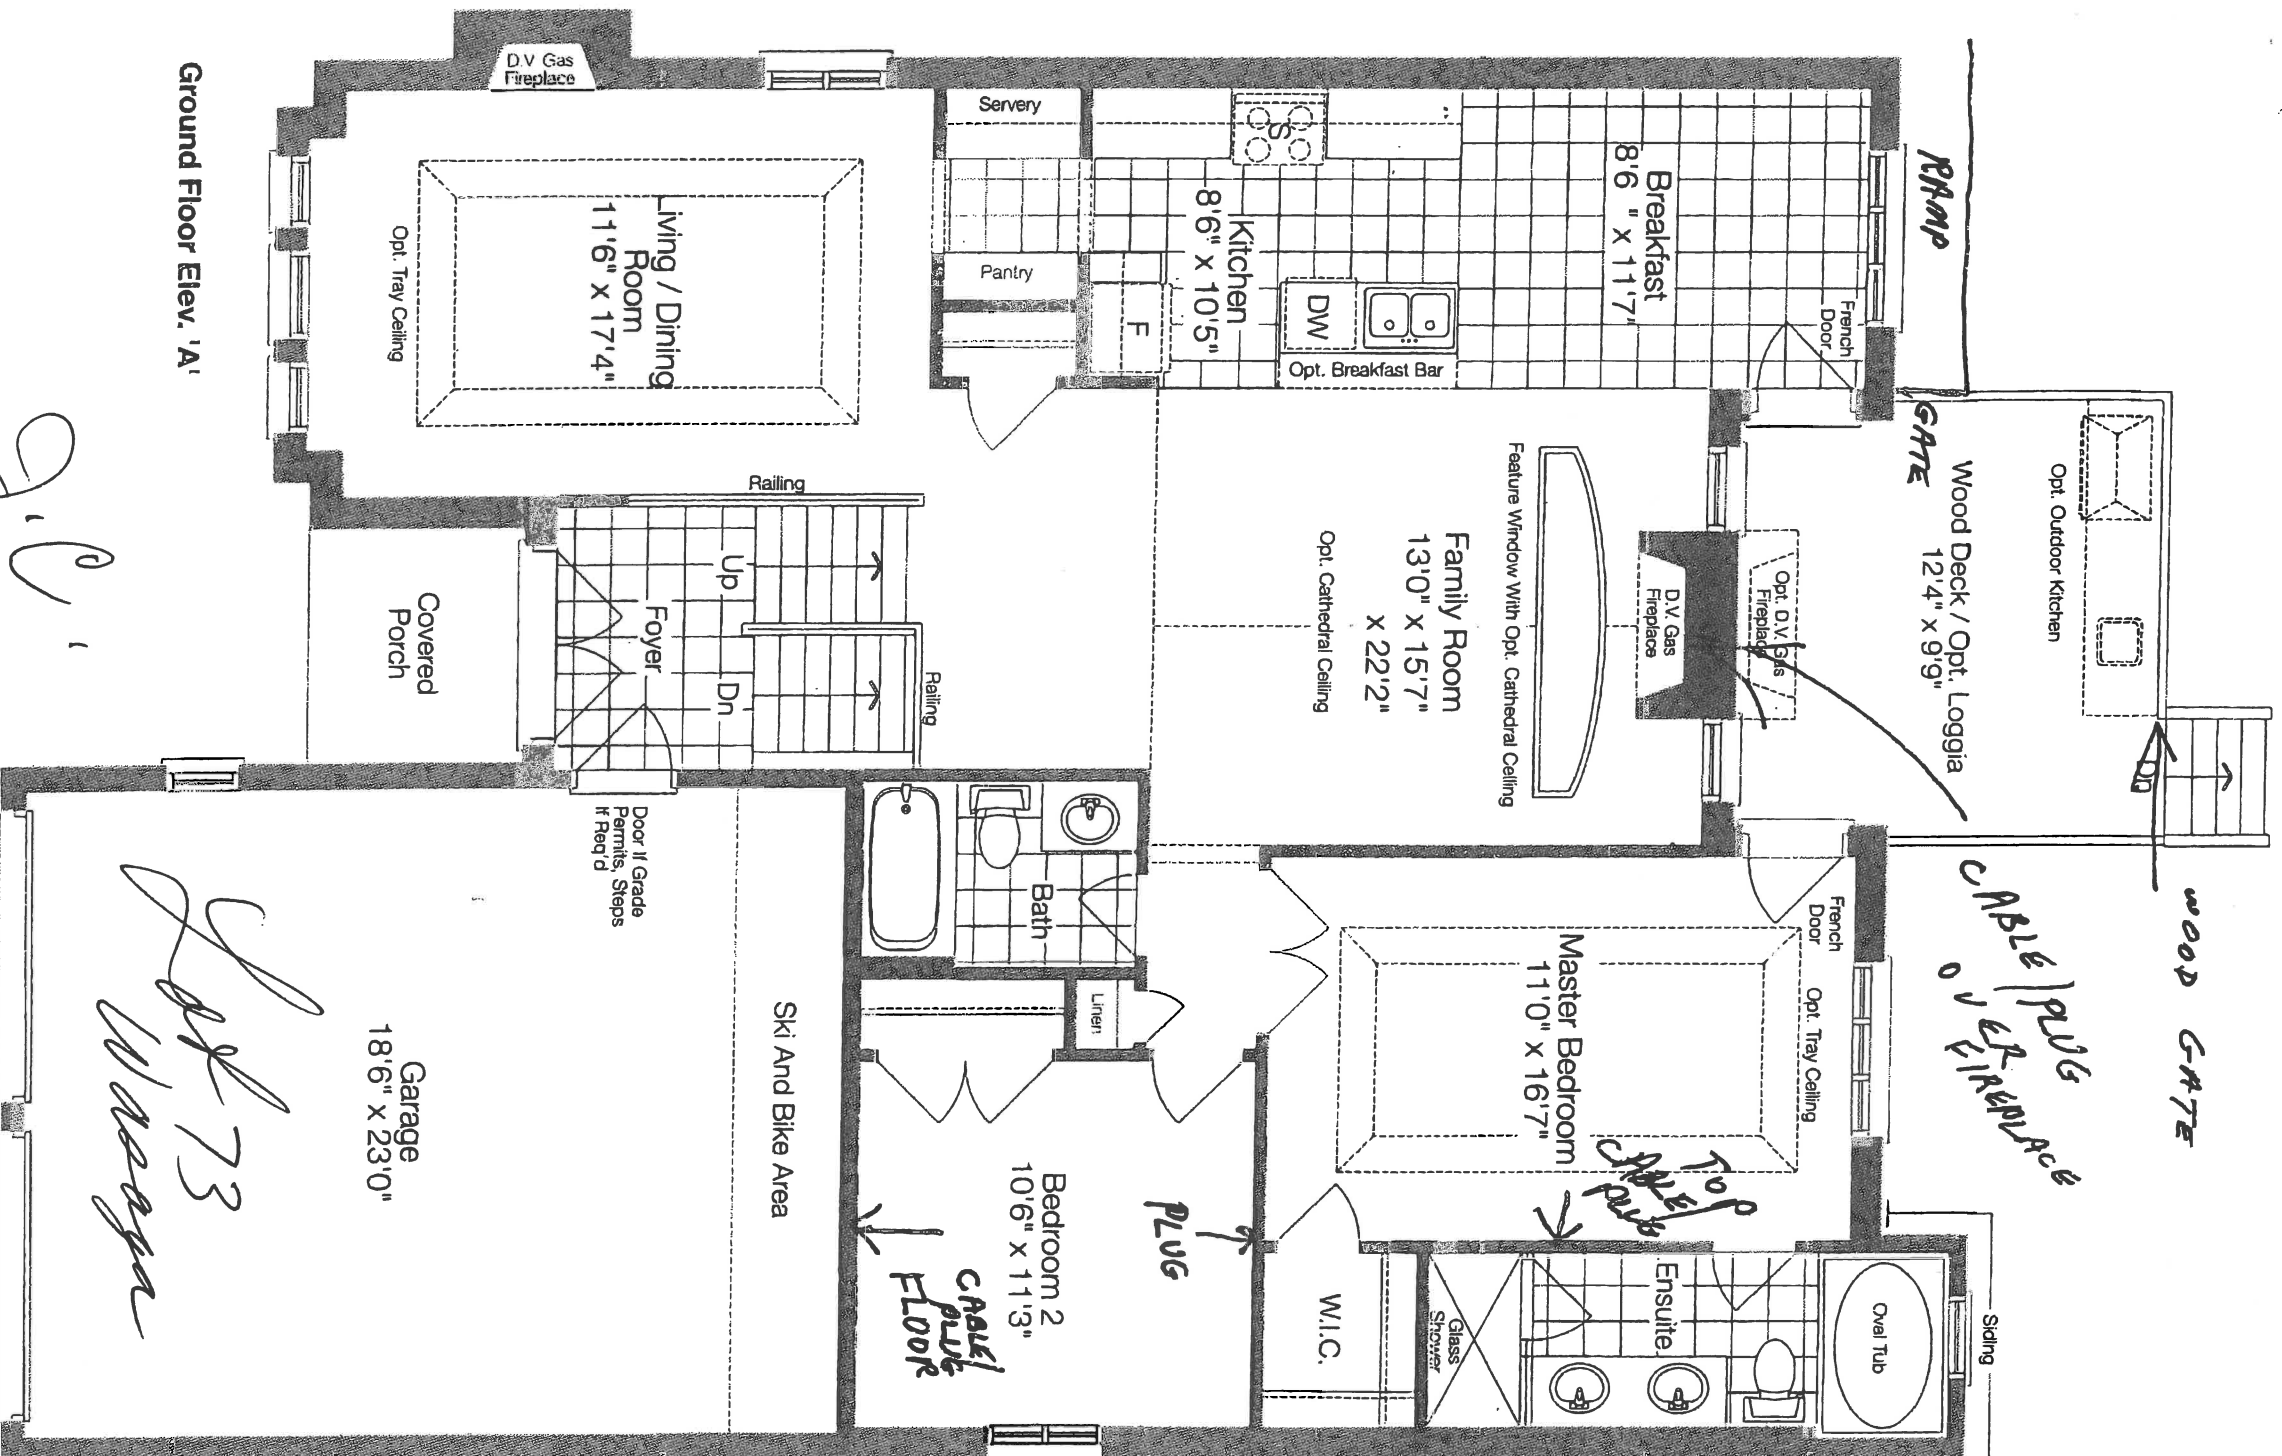 D.V Gas
Fireplace
Ground Floor Elev. 'A'
Living / Dining
Room
11'6" x 17'4"
Opt. Tray Ceiling
Servery
Pantry
S
Kitchen
8'6" x 10'5"
F
DW
Opt. Breakfast Bar
Breakfast
8'6 " x 11'7"
French
Door
RAMP
GATE
Wood Deck / Opt. Loggia
12'4" x 9'9"
Opt. Outdoor Kitchen
Opt. D.V. Gas
Fireplace
D.V. Gas
Fireplace
Feature Window With Opt. Cathedral Ceiling
Family Room
13'0" x 15'7"
x 22'2"
Opt. Cathedral Ceiling
Railing
Up
Foyer
Dn
Railing
Covered
Porch
Dn
WOOD GATE
CABLE/PLUG
OVER
FIREPLACE
Door If Grade
Permits, Steps
If Req'd
Bath
Linen
French
Door
Opt. Tray Ceiling
Master Bedroom
11'0" x 16'7"
TOP
CABLE/
PLUG
Ski And Bike Area
Garage
18'6" x 23'0"
Lot 73
Bedroom 2
10'6" x 11'3"
PLUG
CABLE/
PLUG
FLOOR
W.I.C.
Glass
Shower
Ensuite
Oval Tub
Siding